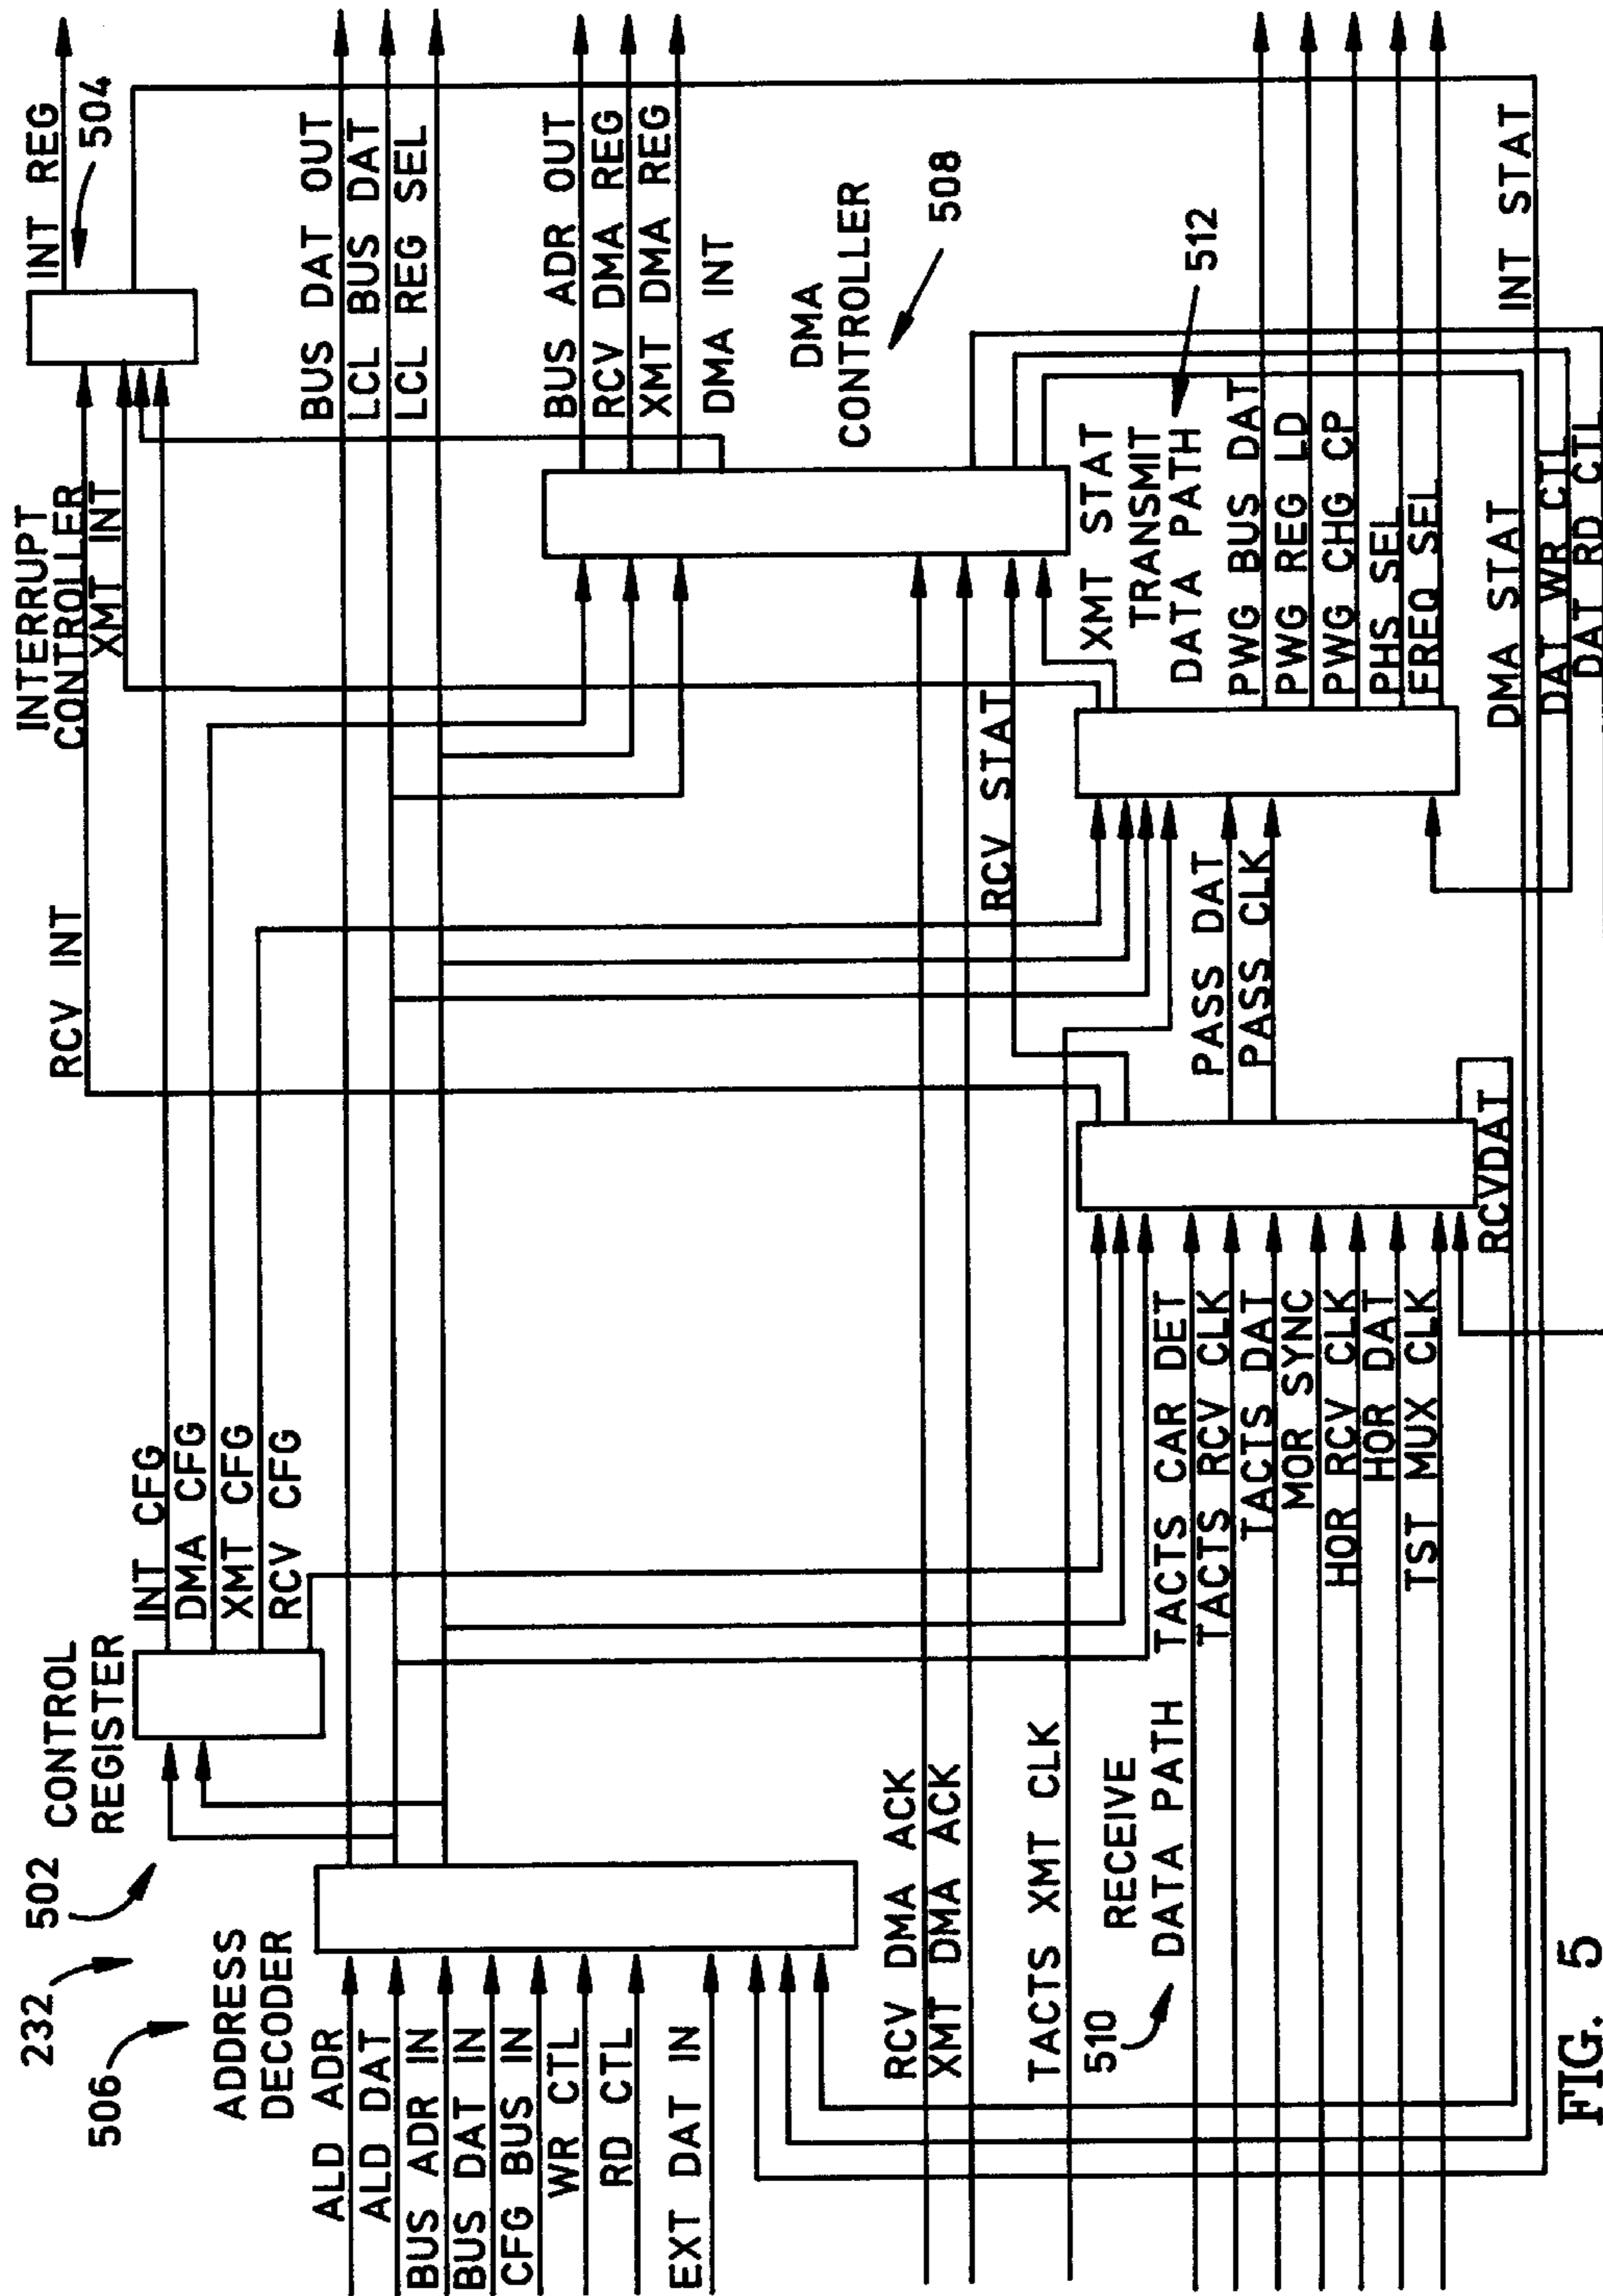 232
502
506
ADDRESS
DECODER
ALD ADR
ALD DAT
BUS ADR IN
BUS DAT IN
CFG BUS IN
WR CTL
RD CTL
EXT DAT IN
CONTROL
REGISTER
INT CFG
DMA CFG
XMT CFG
RCV CFG
RCV INT
INTERRUPT
CONTROLLER
XMT INT
INT REG
504
BUS DAT OUT
LCL BUS DAT
LCL REG SEL
BUS ADR OUT
RCV DMA REG
XMT DMA REG
DMA INT
DMA
CONTROLLER
508
RCV DMA ACK
XMT DMA ACK
TACTS XMT CLK
510
RECEIVE
DATA PATH
TACTS CAR DET
TACTS RCV CLK
TACTS DAT
MOR SYNC
HOR RCV CLK
HOR DAT
TST MUX CLK
RCVDAT
RCV STAT
PASS DAT
PASS CLK
XMT STAT
TRANSMIT
DATA PATH
512
PWG BUS DAT
PWG REG LD
PWG CHG CP
PHS SEL
FREQ SEL
DMA STAT
DAT WR CTL
DAT RD CTL
INT STAT
FIG. 5